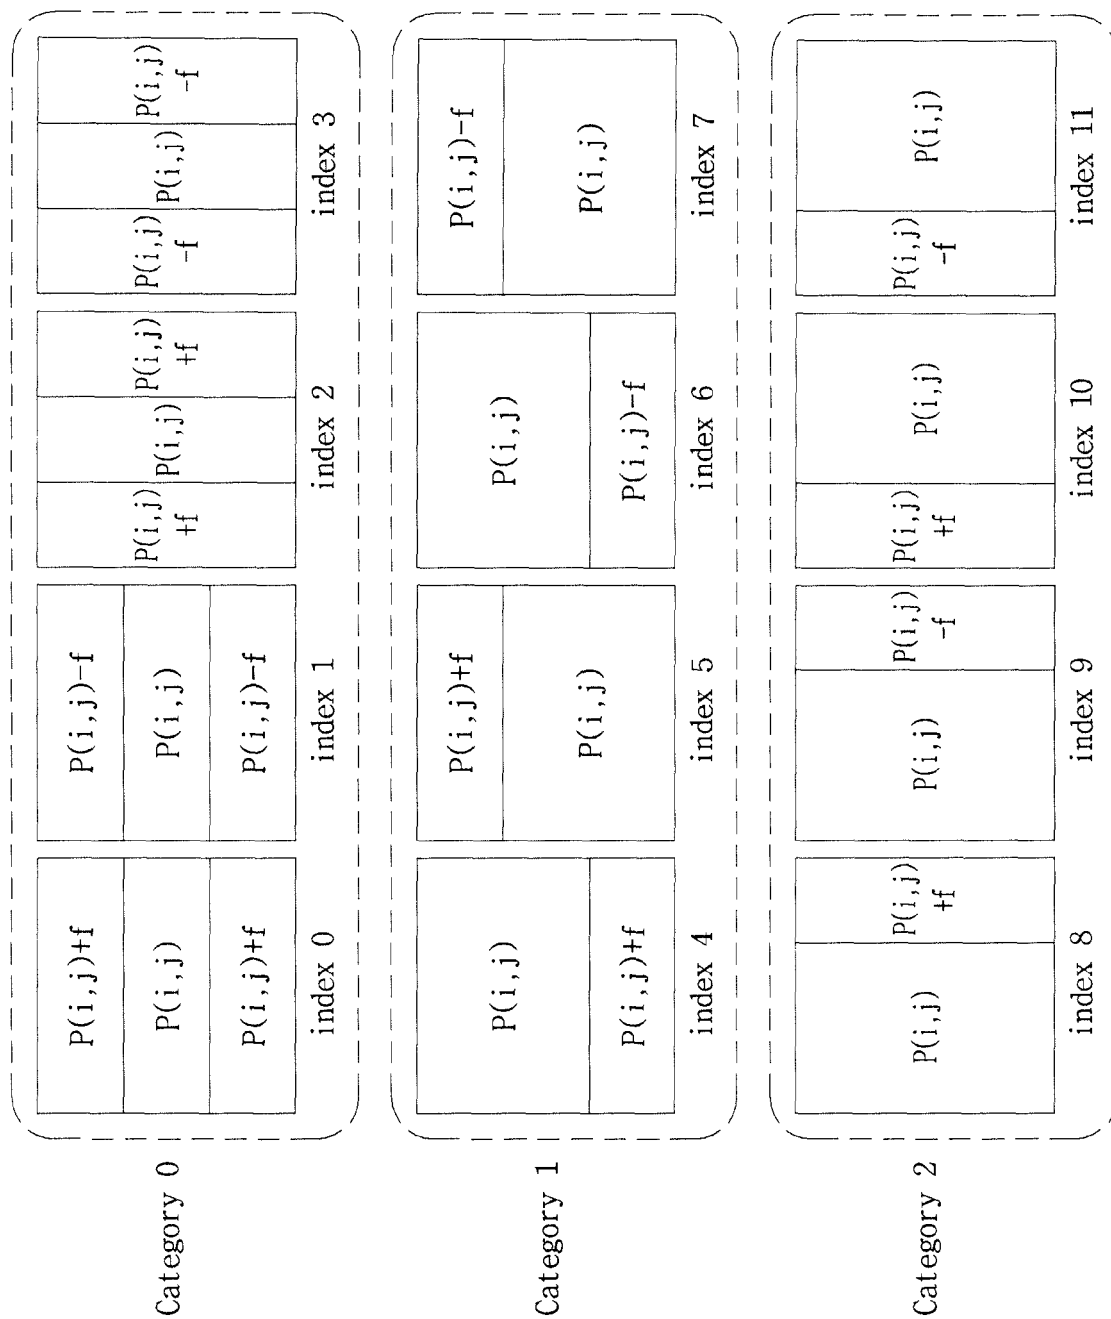 Category 0
P(i,j)+f
P(i,j)
P(i,j)+f
index 0
P(i,j)-f
P(i,j)
P(i,j)-f
index 1
P(i,j)
+f
P(i,j)
P(i,j)
+f
index 2
P(i,j)
-f
P(i,j)
P(i,j)
-f
index 3
Category 1
P(i,j)
P(i,j)+f
index 4
P(i,j)+f
P(i,j)
index 5
P(i,j)
P(i,j)-f
index 6
P(i,j)-f
P(i,j)
index 7
Category 2
P(i,j)
P(i,j)
+f
index 8
P(i,j)
P(i,j)
-f
index 9
P(i,j)
+f
P(i,j)
index 10
P(i,j)
-f
P(i,j)
index 11